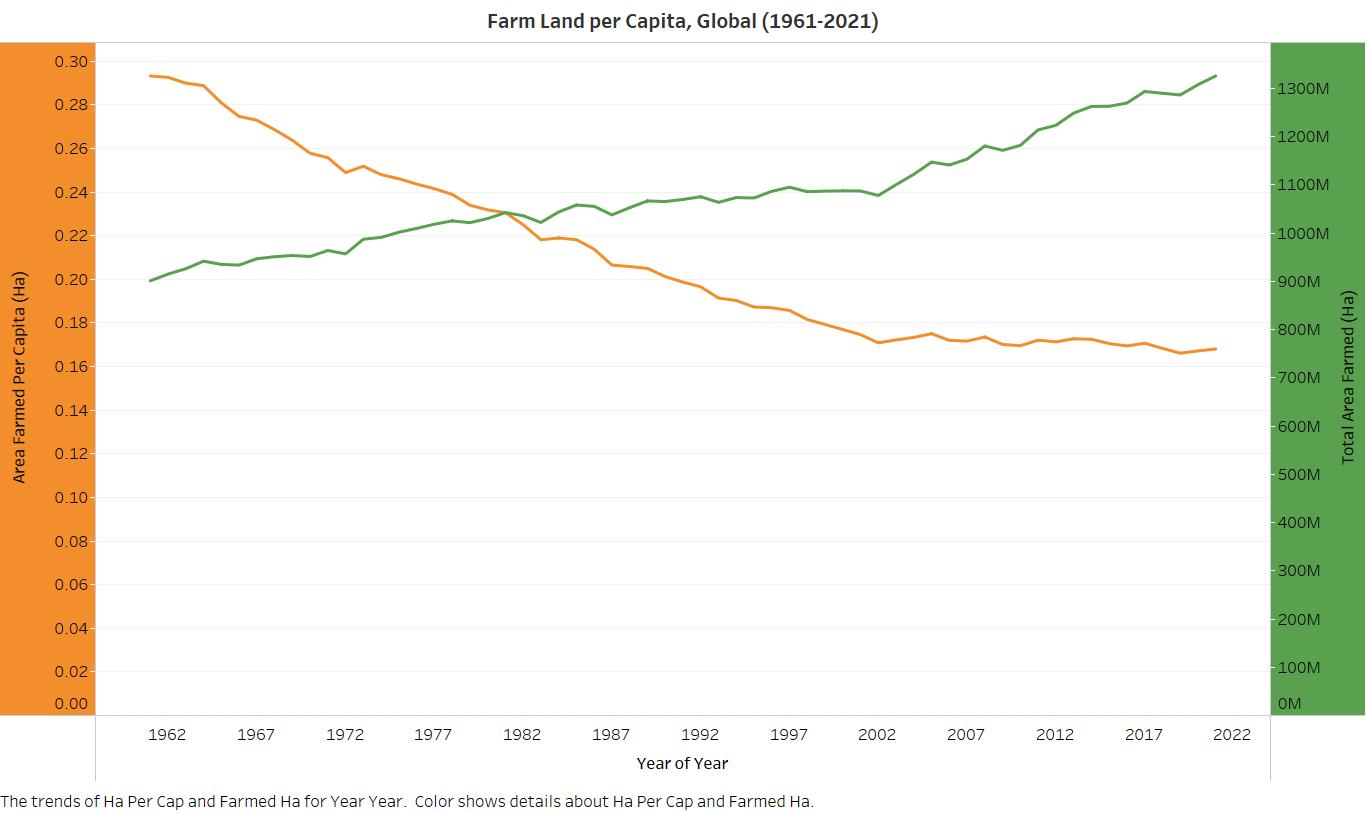 Farm Land per Capita, Global (1961-2021)
Area Farmed Per Capita (Ha)
0.30
0.28
0.26
0.24
0.22
0.20
0.18
0.16
0.14
0.12
0.10
0.08
0.06
0.04
0.02
0.00
1300M
1200M
1100M
1000M
900M
800M
700M
600M
500M
400M
300M
200M
100M
0M
Total Area Farmed (Ha)
1962 1967 1972 1977 1982 1987 1992 1997 2002 2007 2012 2017 2022
Year of Year
The trends of Ha Per Cap and Farmed Ha for Year Year. Color shows details about Ha Per Cap and Farmed Ha.